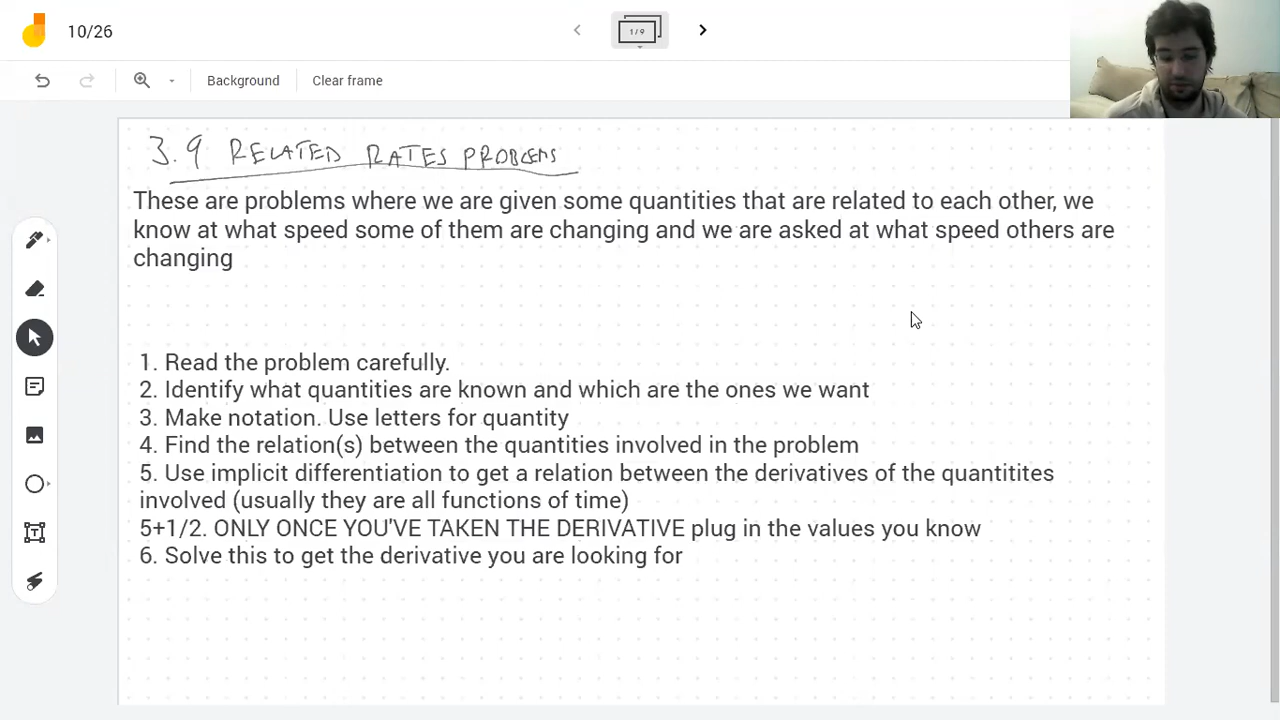 10/26
1/9
Background
Clear frame
3.9 RELATED RATES PROBLEMS
These are problems where we are given some quantities that are related to each other, we
know at what speed some of them are changing and we are asked at what speed others are
changing
1. Read the problem carefully.
2. Identify what quantities are known and which are the ones we want
3. Make notation. Use letters for quantity
4. Find the relation(s) between the quantities involved in the problem
5. Use implicit differentiation to get a relation between the derivatives of the quantitites
involved (usually they are all functions of time)
5+1/2. ONLY ONCE YOU'VE TAKEN THE DERIVATIVE plug in the values you know
6. Solve this to get the derivative you are looking for